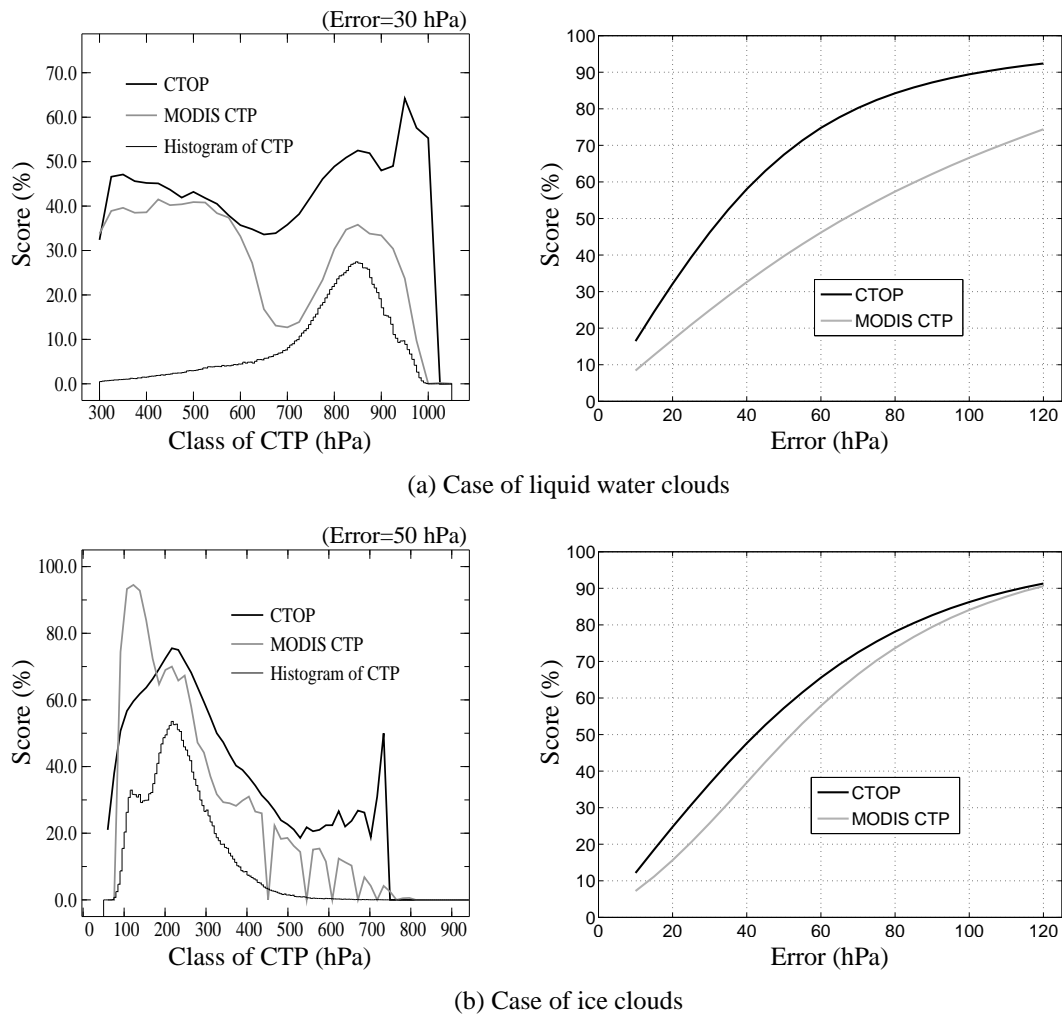 (Error=30 hPa)
70.0
60.0
50.0
40.0
30.0
20.0
10.0
0.0
Score (%)
CTOP
MODIS CTP
Histogram of CTP
300 400 500 600 700 800 900 1000
Class of CTP (hPa)
100
90
80
70
60
50
40
30
20
10
0
Score (%)
CTOP
MODIS CTP
0 20 40 60 80 100 120
Error (hPa)
(a) Case of liquid water clouds
(Error=50 hPa)
100.0
80.0
60.0
40.0
20.0
0.0
Score (%)
CTOP
MODIS CTP
Histogram of CTP
0 100 200 300 400 500 600 700 800 900
Class of CTP (hPa)
100
90
80
70
60
50
40
30
20
10
0
Score (%)
CTOP
MODIS CTP
0 20 40 60 80 100 120
Error (hPa)
(b) Case of ice clouds